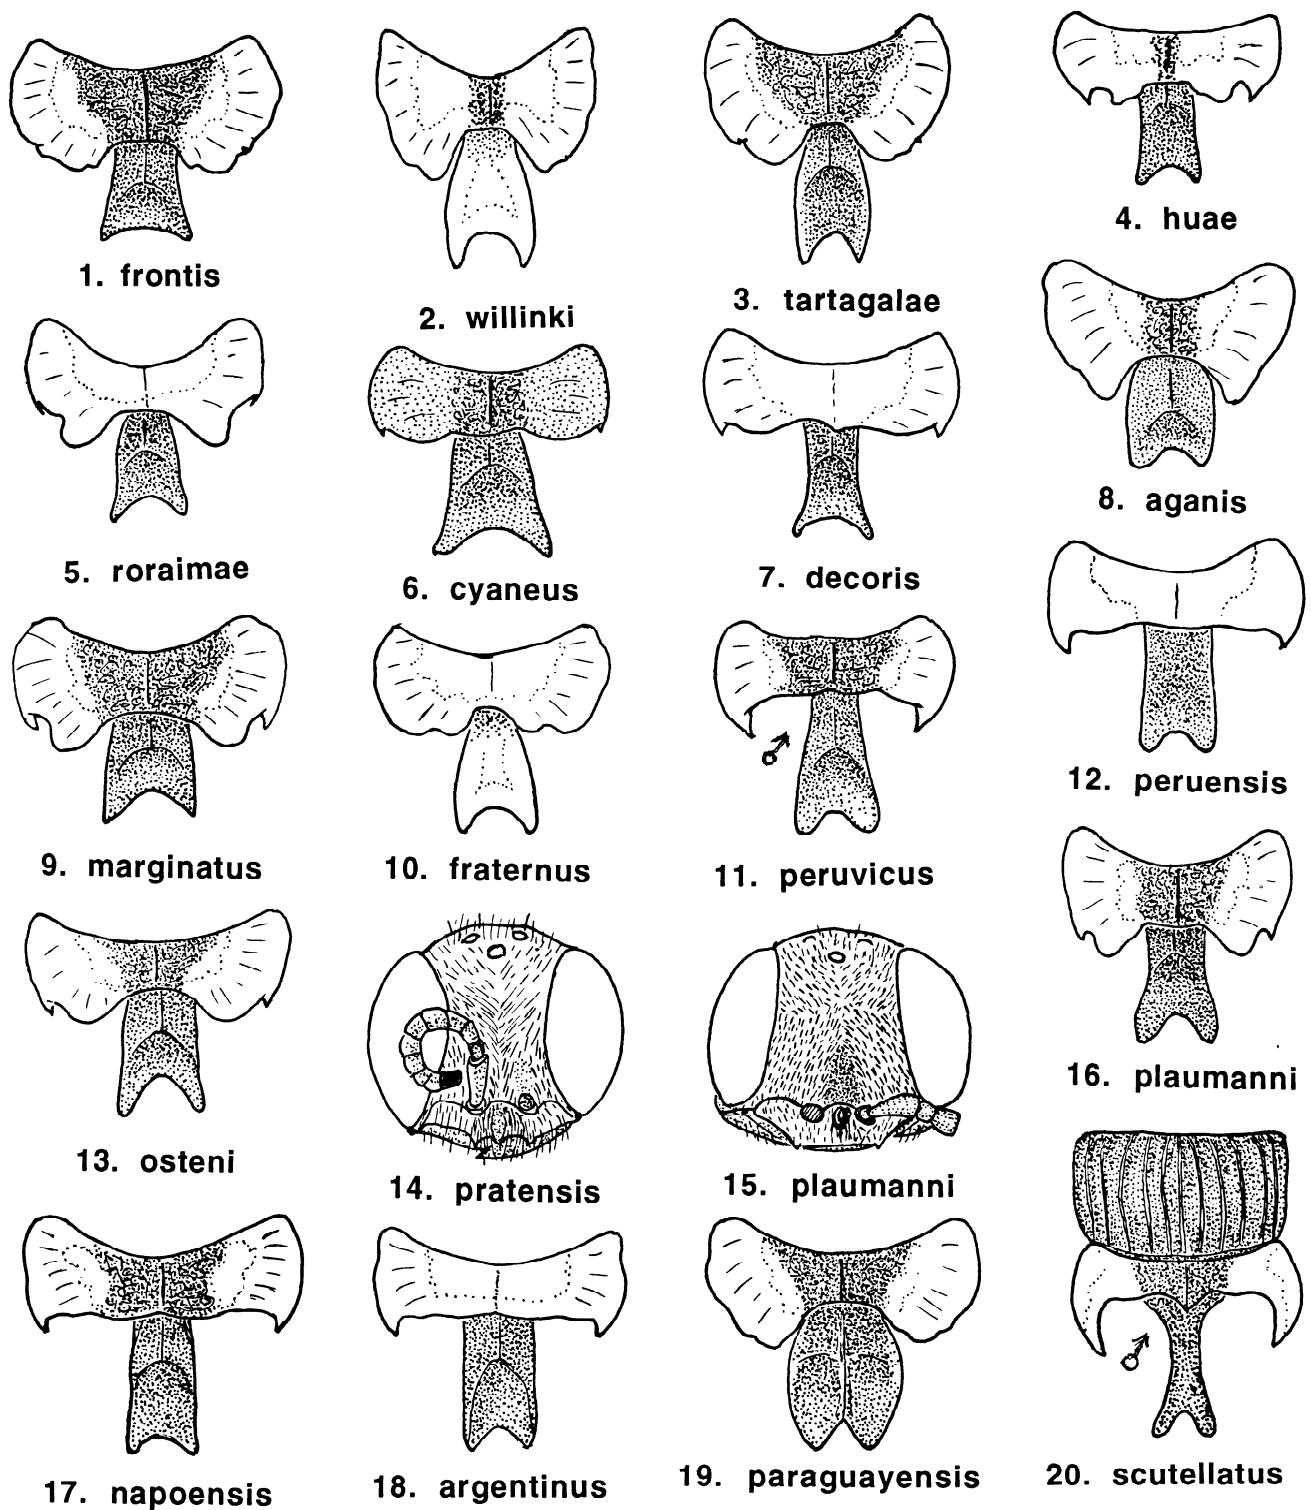 1. frontis
2. willinki
3. tartagalae
4. huae
5. roraimae
6. cyaneus
7. decoris
8. aganis
9. marginatus
10. fraternus
11. peruvicus
12. peruensis
13. osteni
14. pratensis
15. plaumanni
16. plaumanni
17. napoensis
18. argentinus
19. paraguayensis
20. scutellatus